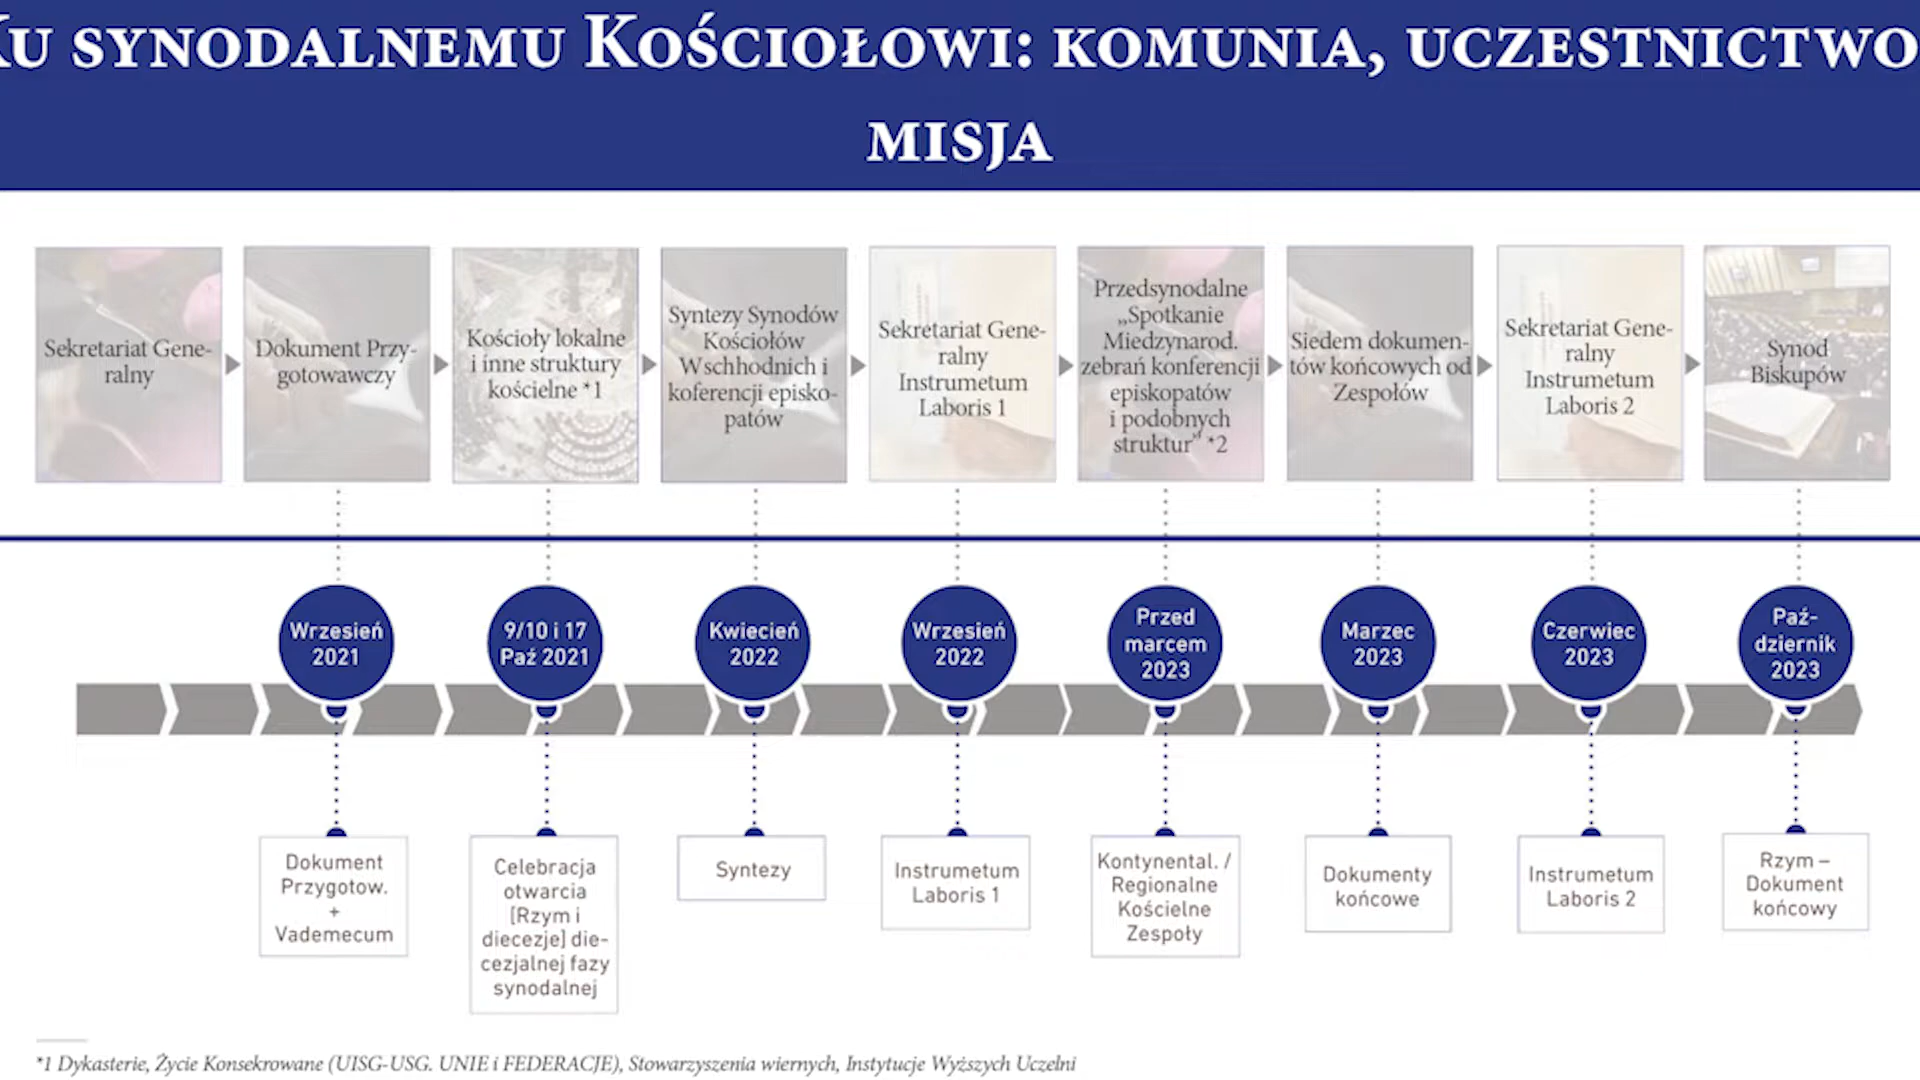 Ku synodalnemu Kościołowi: komunia, uczestnictwo
misja
Sekretariat Gene-
ralny
Dokument Przy-
gotowawczy
Kościoły lokalne
i inne struktury
kościelne *1
Syntezy Synodów
Kościołów
Wschhodnich i
koferencji episko-
patów
Sekretariat Gene-
ralny
Instrumetum
Laboris 1
Przedsynodalne
„Spotkanie
Miedzynarod.
zebrań konferencji
episkopatów
i podobnych
struktur” *2
Siedem dokumen-
tów końcowych od
Zespołów
Sekretariat Gene-
ralny
Instrumetum
Laboris 2
Synod
Biskupów
Wrzesień
2021
9/10 i 17
Paź 2021
Kwiecień
2022
Wrzesień
2022
Przed
marcem
2023
Marzec
2023
Czerwiec
2023
Paź-
dziernik
2023
Dokument
Przygotow.
+
Vademecum
Celebracja
otwarcia
[Rzym i
diecezje] die-
cezjalnej fazy
synodalnej
Syntezy
Instrumetum
Laboris 1
Kontynental. /
Regionalne
Kościelne
Zespoły
Dokumenty
końcowe
Instrumetum
Laboris 2
Rzym –
Dokument
końcowy
*1 Dykasterie, Życie Konsekrowane (UISG-USG. UNIE i FEDERACJE), Stowarzyszenia wiernych, Instytucje Wyższych Uczelni